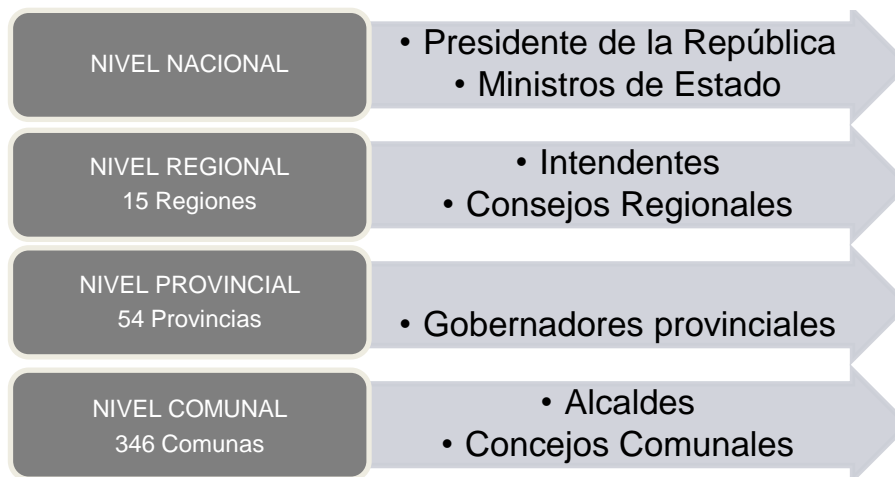 NIVEL NACIONAL
• Presidente de la República
• Ministros de Estado
NIVEL REGIONAL
15 Regiones
• Intendentes
• Consejos Regionales
NIVEL PROVINCIAL
54 Provincias
• Gobernadores provinciales
NIVEL COMUNAL
346 Comunas
• Alcaldes
• Concejos Comunales